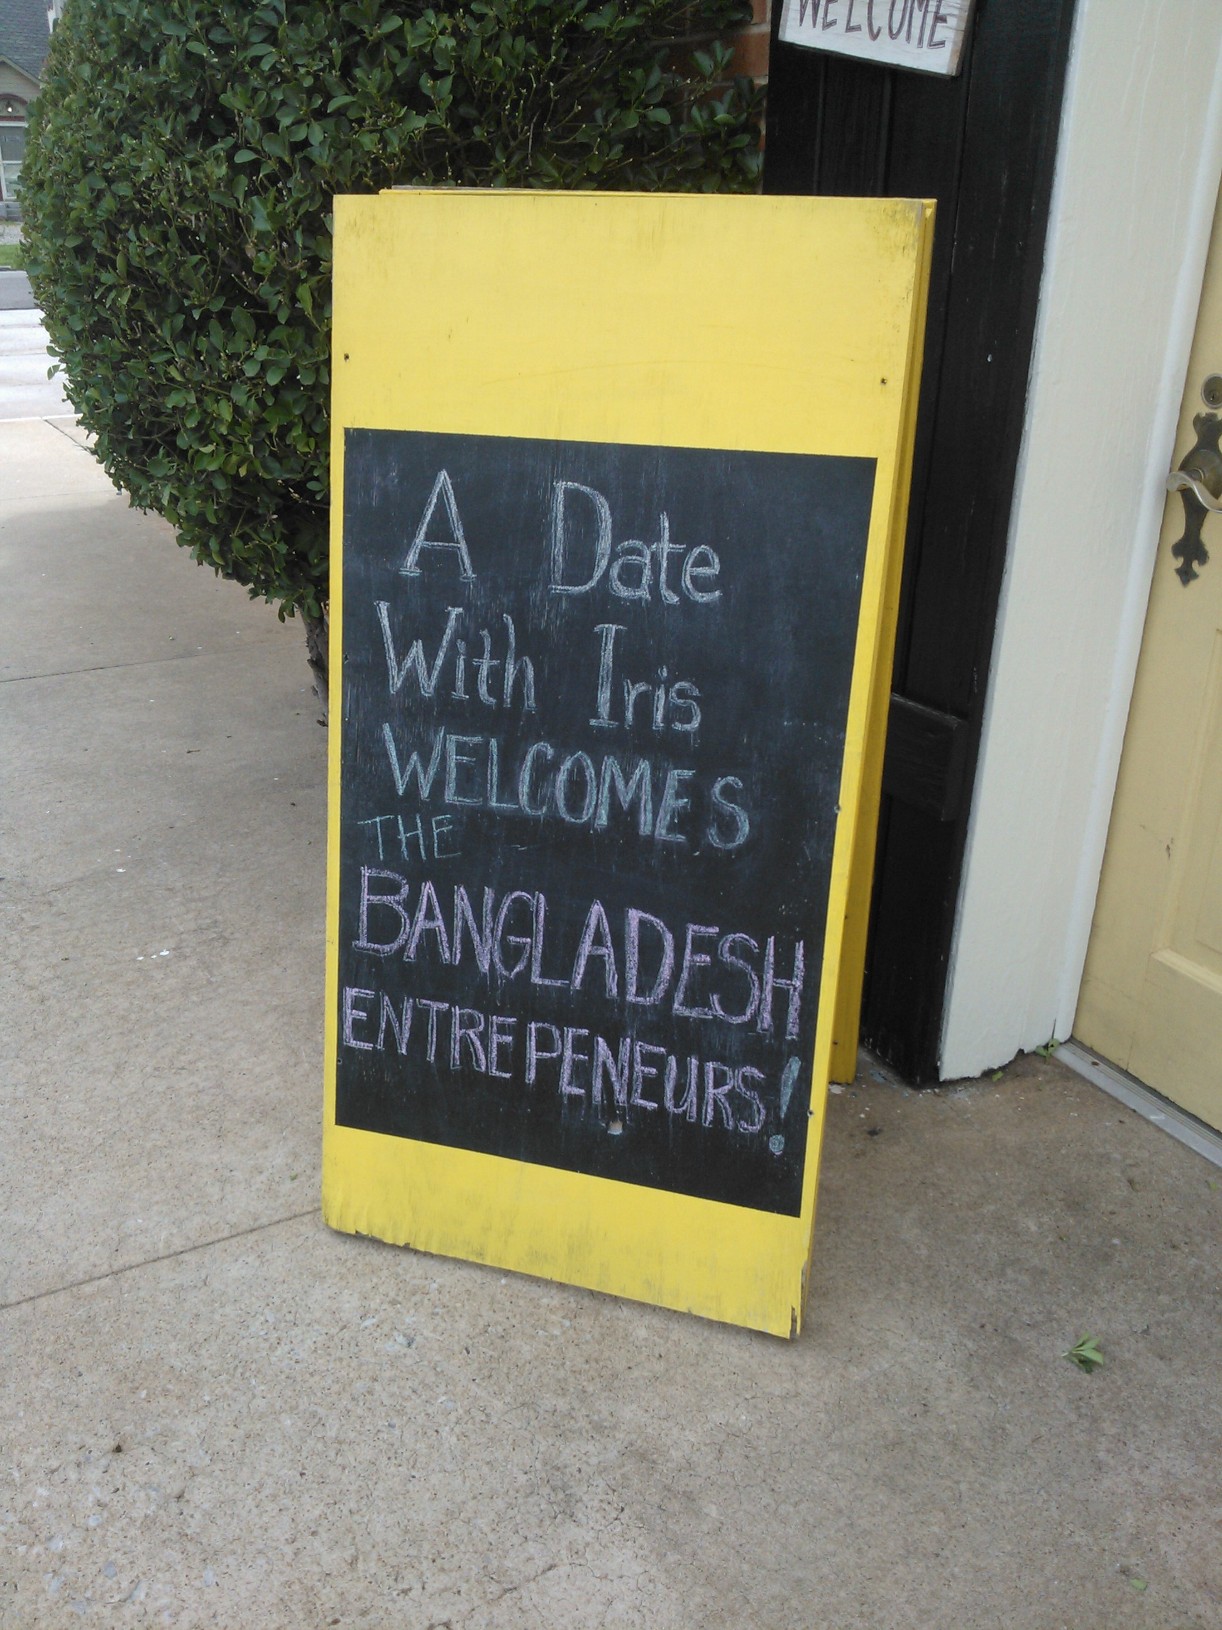 WELCOME
A Date
With Iris
WELCOMES
THE
BANGLADESH
ENTREPENEURS!